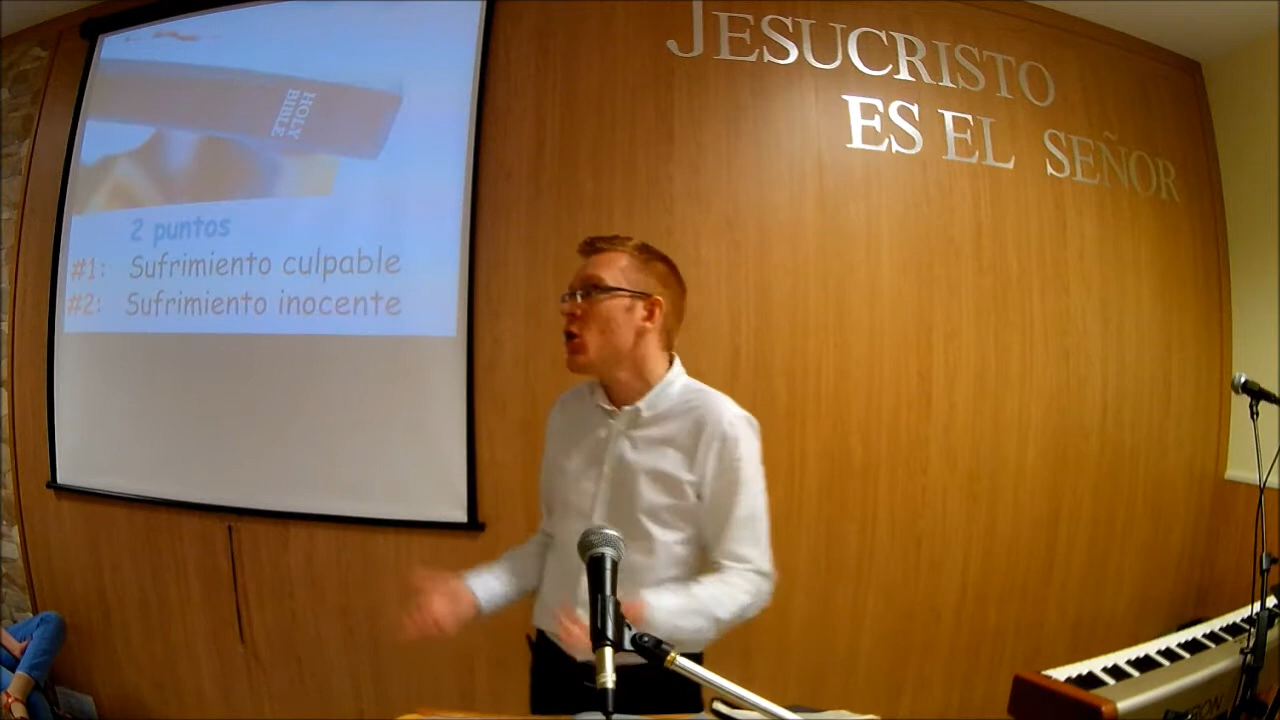 HOLY
BIBLE
2 puntos
#1: Sufrimiento culpable
#2: Sufrimiento inocente
JESUCRISTO
ES EL SEÑOR